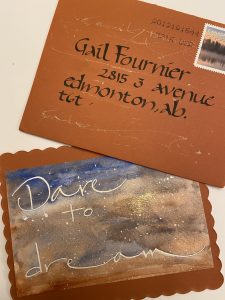 Gail Fournier
2815 3 avenue
edmonton, ab.
Dare
to
dream